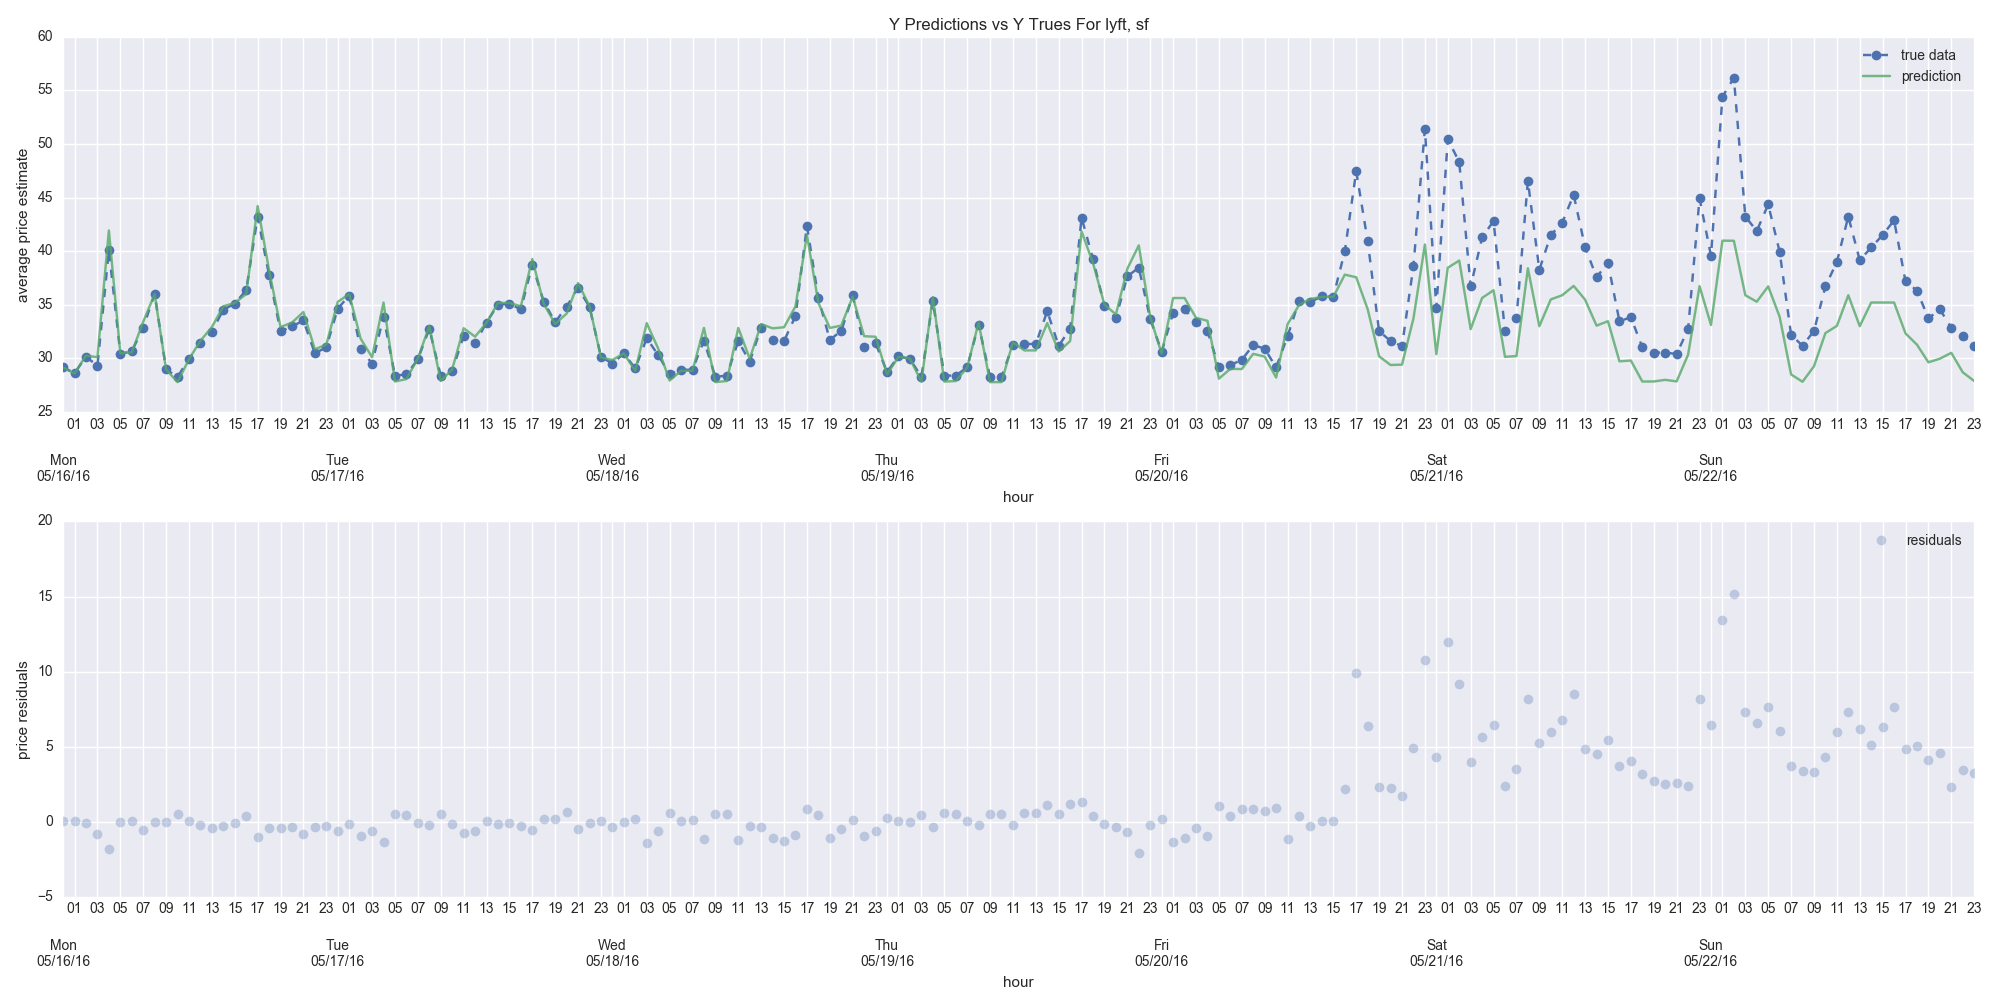 Y Predictions vs Y Trues For lyft, sf
60
55
50
45
40
35
30
25
average price estimate
true data
prediction
01 03 05 07 09 11 13 15 17 19 21 23 01 03 05 07 09 11 13 15 17 19 21 23 01 03 05 07 09 11 13 15 17 19 21 23 01 03 05 07 09 11 13 15 17 19 21 23 01 03 05 07 09 11 13 15 17 19 21 23 01 03 05 07 09 11 13 15 17 19 21 23 01 03 05 07 09 11 13 15 17 19 21 23
Mon Tue Wed Thu Fri Sat Sun
05/16/16 05/17/16 05/18/16 05/19/16 05/20/16 05/21/16 05/22/16
hour
20
15
10
5
0
−5
price residuals
residuals
01 03 05 07 09 11 13 15 17 19 21 23 01 03 05 07 09 11 13 15 17 19 21 23 01 03 05 07 09 11 13 15 17 19 21 23 01 03 05 07 09 11 13 15 17 19 21 23 01 03 05 07 09 11 13 15 17 19 21 23 01 03 05 07 09 11 13 15 17 19 21 23 01 03 05 07 09 11 13 15 17 19 21 23
Mon Tue Wed Thu Fri Sat Sun
05/16/16 05/17/16 05/18/16 05/19/16 05/20/16 05/21/16 05/22/16
hour